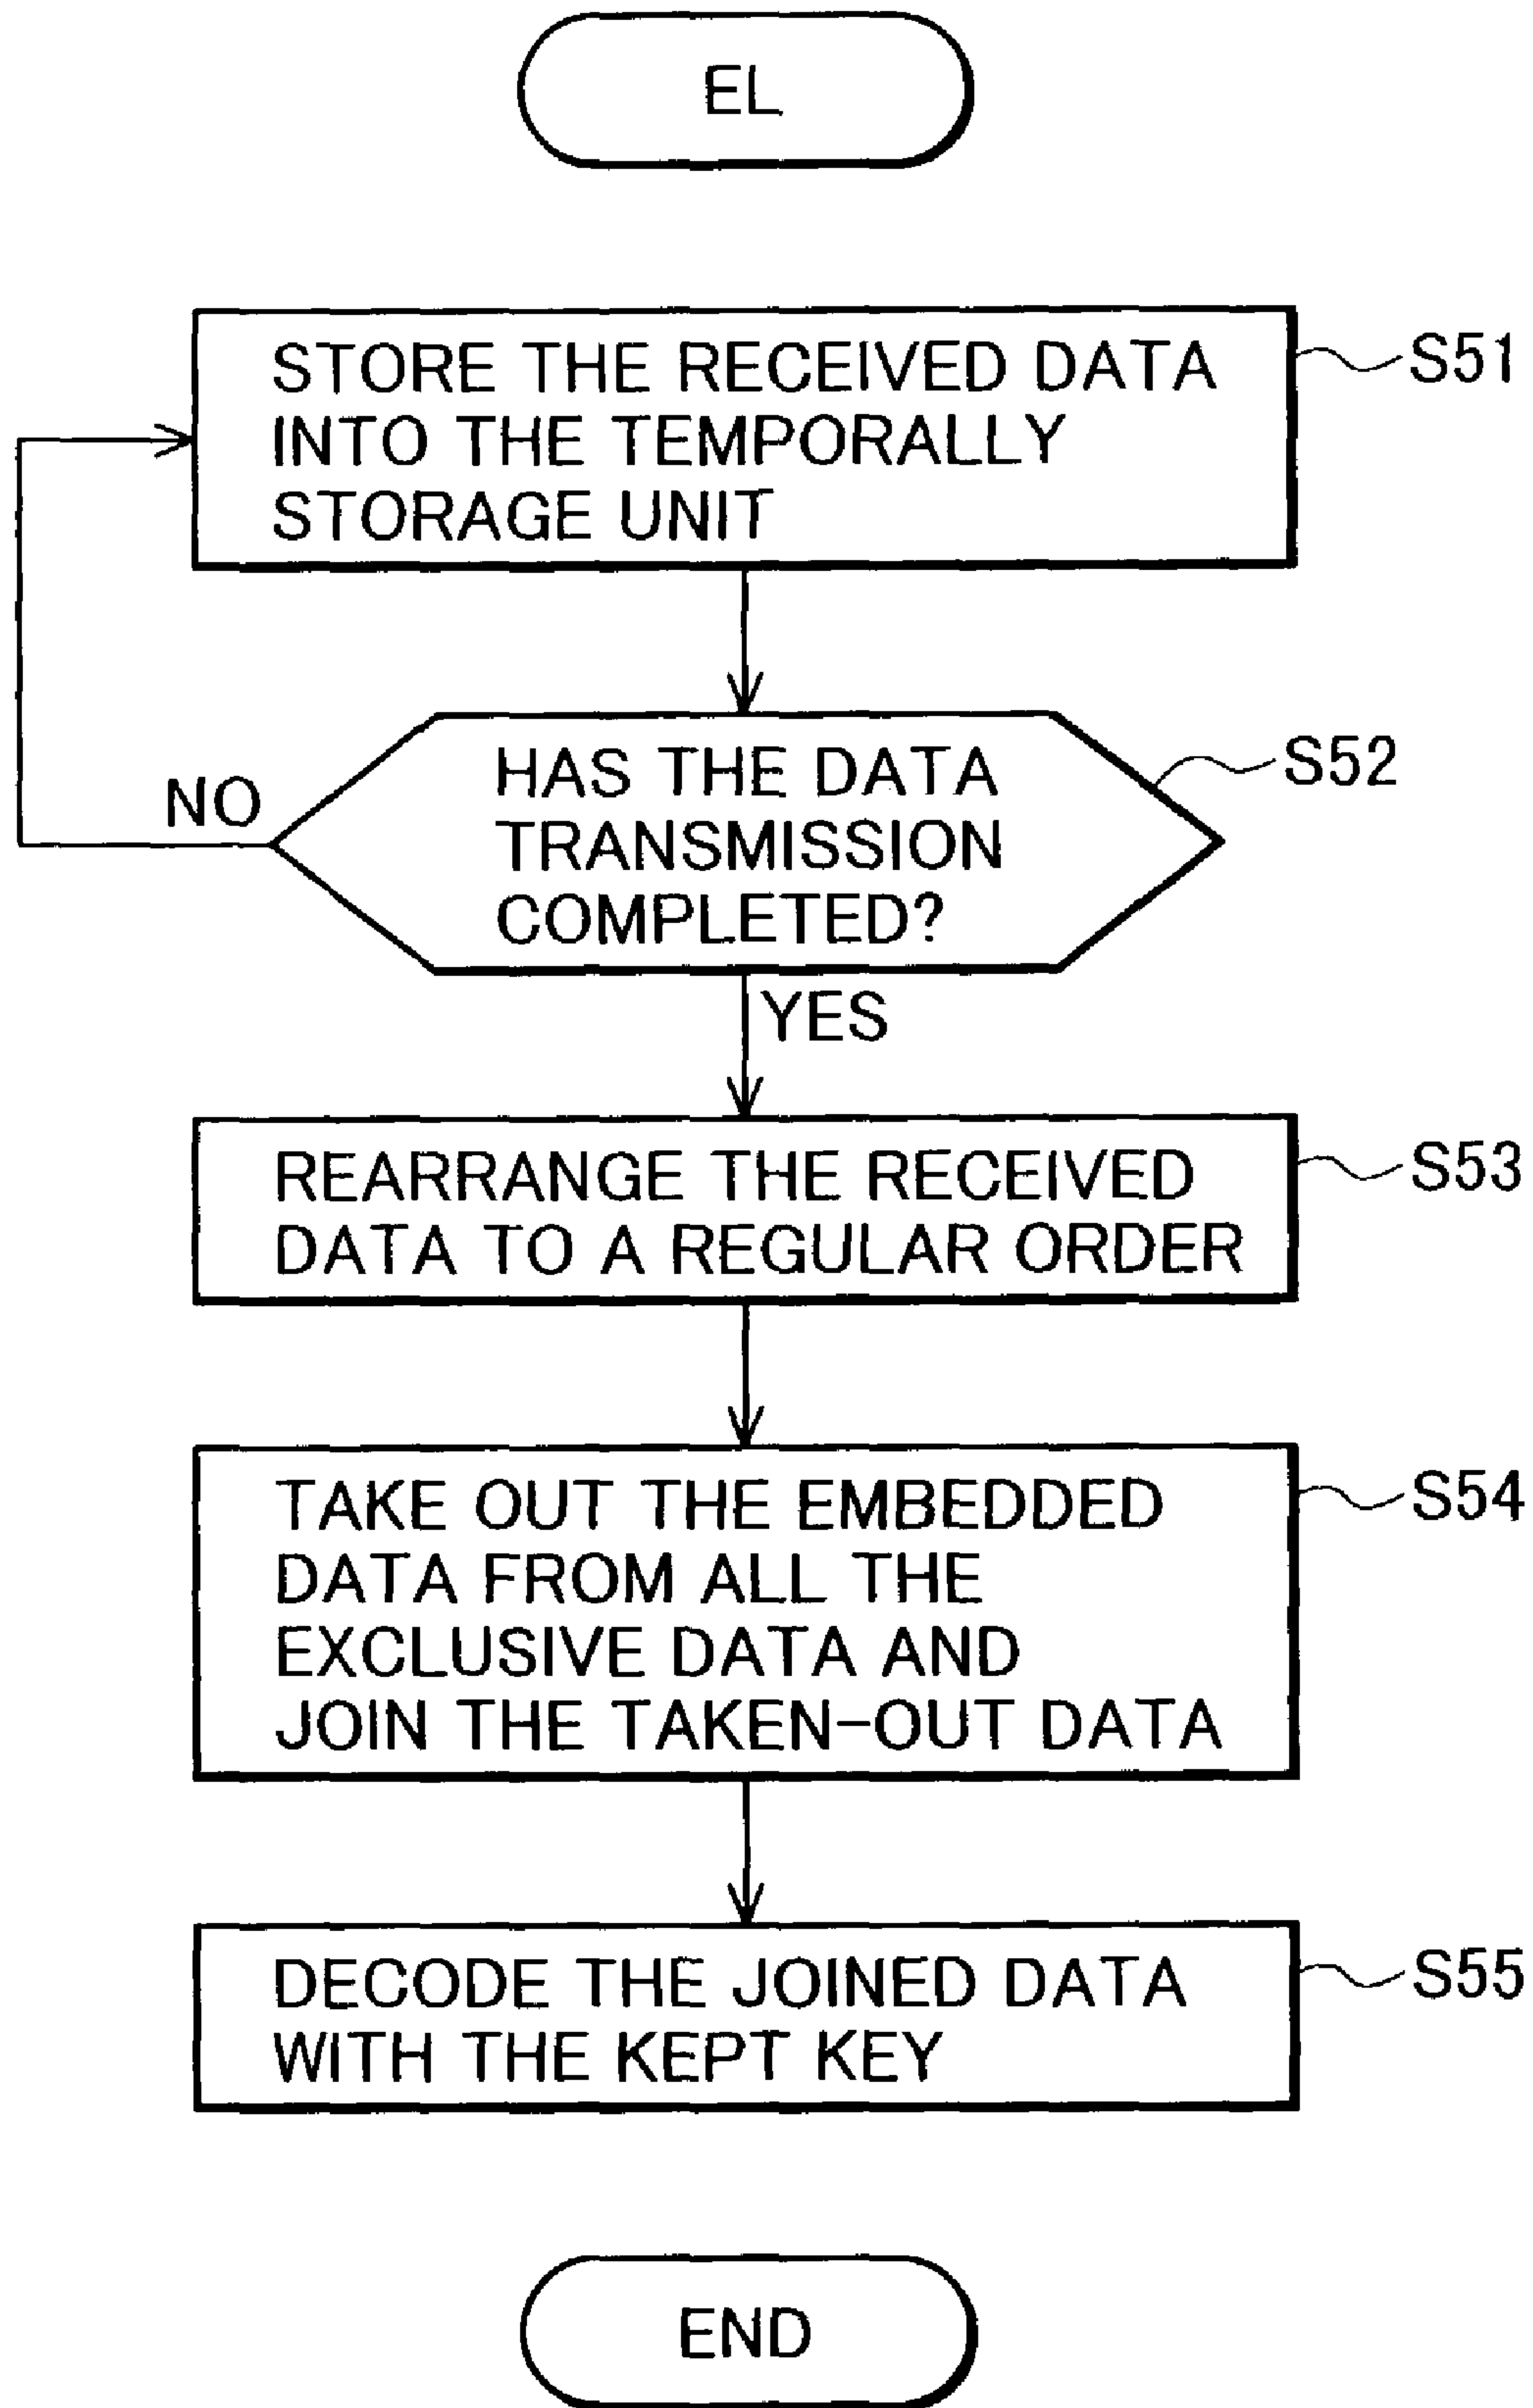 EL
STORE THE RECEIVED DATA
INTO THE TEMPORALLY
STORAGE UNIT
S51
HAS THE DATA
TRANSMISSION
COMPLETED?
S52
NO
YES
REARRANGE THE RECEIVED
DATA TO A REGULAR ORDER
S53
TAKE OUT THE EMBEDDED
DATA FROM ALL THE
EXCLUSIVE DATA AND
JOIN THE TAKEN-OUT DATA
S54
DECODE THE JOINED DATA
WITH THE KEPT KEY
S55
END